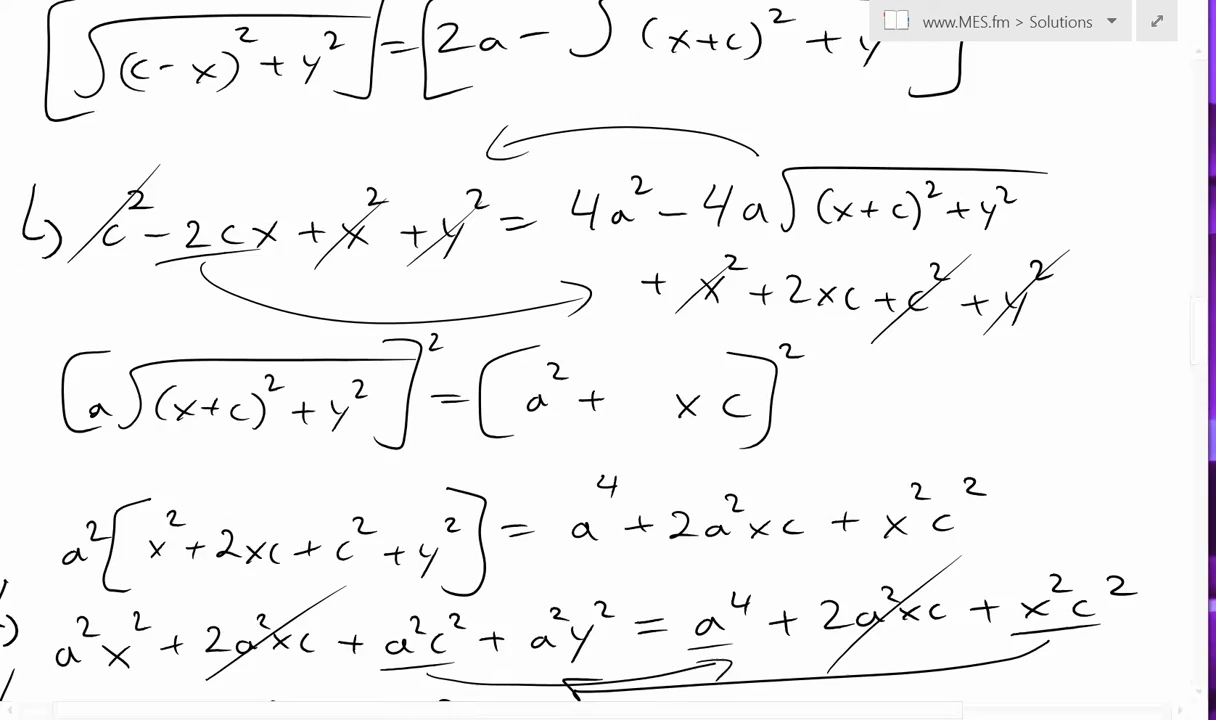 [√(c-x)² + y²] = [2a - √(x+c)² + y²]
www.MES.fm > Solutions
↳ c² - 2cx + x² + y² = 4a² - 4a√(x+c)² + y²
+ x² + 2xc + c² + y²
[a√(x+c)² + y²]² = [a² + xc]²
a²[x² + 2xc + c² + y²] = a⁴ + 2a²xc + x²c²
a²x² + 2a²xc + a²c² + a²y² = a⁴ + 2a²xc + x²c²